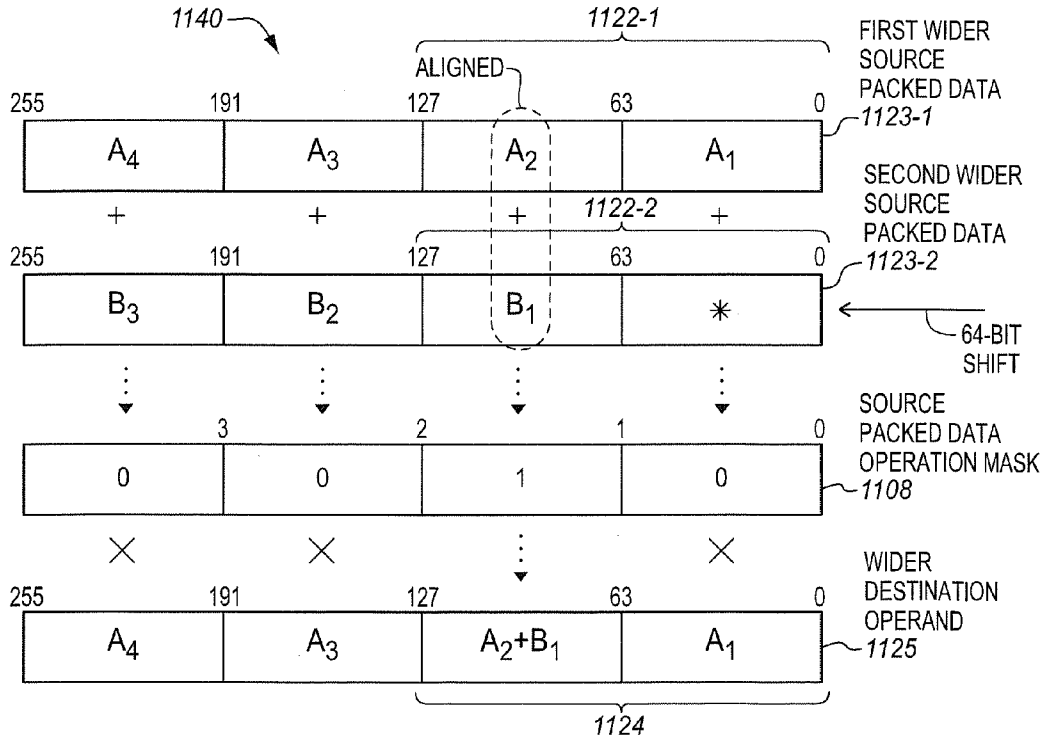 1140
1122-1
FIRST WIDER
SOURCE
PACKED DATA
1123-1
ALIGNED
255 191 127 63 0
A4 A3 A2 A1
+ + + +
1122-2
SECOND WIDER
SOURCE
PACKED DATA
1123-2
255 191 127 63 0
B3 B2 B1 *
64-BIT
SHIFT
SOURCE
PACKED DATA
OPERATION MASK
1108
3 2 1 0
0 0 1 0
× × ×
WIDER
DESTINATION
OPERAND
1125
255 191 127 63 0
A4 A3 A2+B1 A1
1124